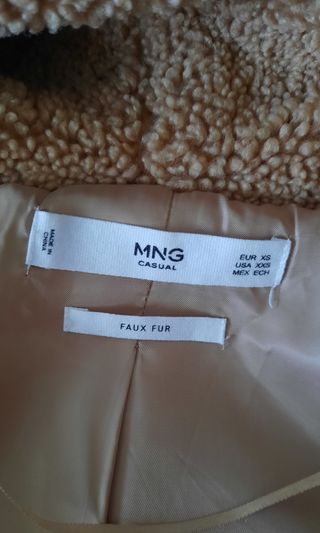 MADE IN
CHINA
MNG
CASUAL
EUR XS
USA XXS
MEX ECH
FAUX FUR